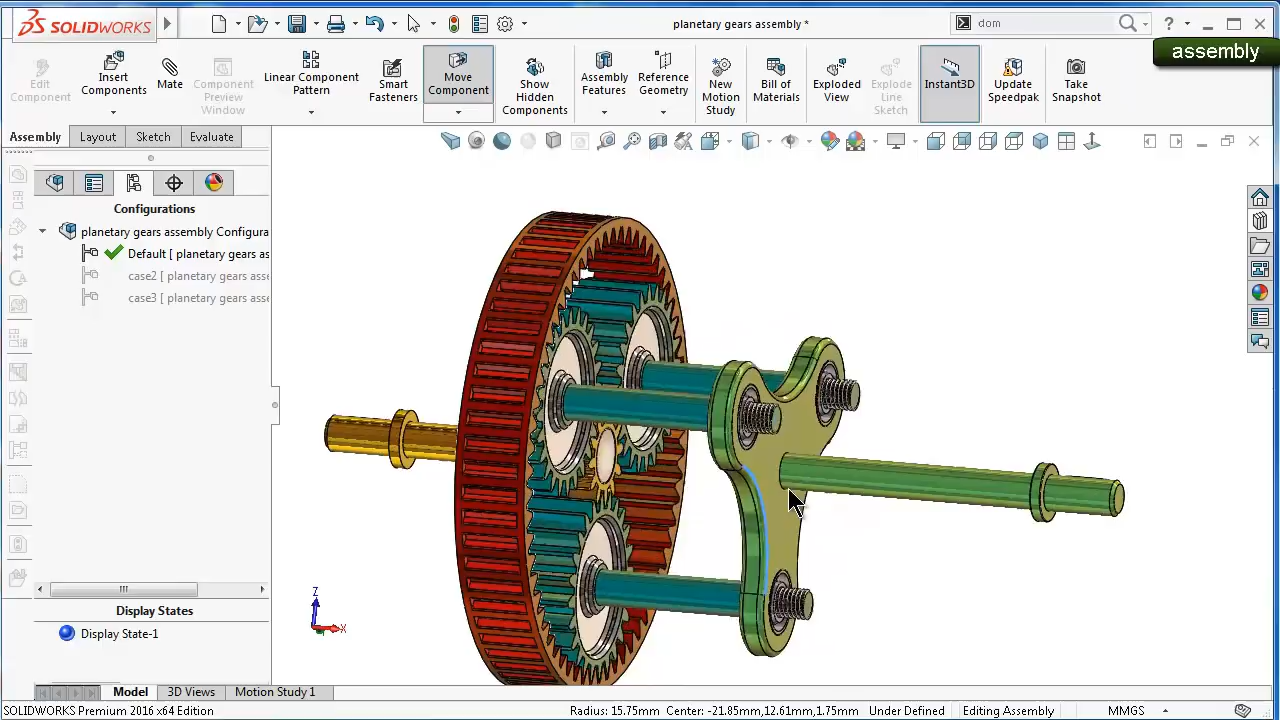 SOLIDWORKS
planetary gears assembly *
dom
?
assembly
Edit Component
Insert Components
Mate
Component Preview Window
Linear Component Pattern
Smart Fasteners
Move Component
Show Hidden Components
Assembly Features
Reference Geometry
New Motion Study
Bill of Materials
Exploded View
Explode Line Sketch
Instant3D
Update Speedpak
Take Snapshot
Assembly
Layout
Sketch
Evaluate
Configurations
planetary gears assembly Configura
Default [ planetary gears as
case2 [ planetary gears asse
case3 [ planetary gears asse
Display States
Display State-1
Z
X
Model
3D Views
Motion Study 1
SOLIDWORKS Premium 2016 x64 Edition
Radius: 15.75mm Center: -21.85mm,12.61mm,1.75mm
Under Defined
Editing Assembly
MMGS